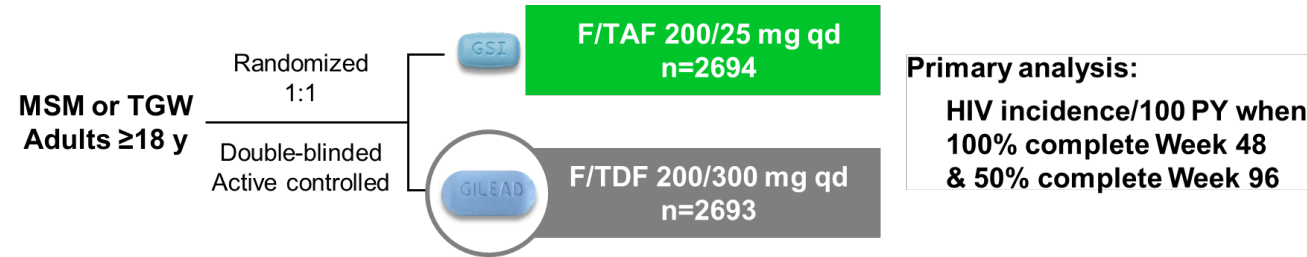 MSM or TGW
Adults ≥18 y
Randomized
1:1
Double-blinded
Active controlled
GSI
F/TAF 200/25 mg qd
n=2694
GILEAD
F/TDF 200/300 mg qd
n=2693
Primary analysis:
HIV incidence/100 PY when
100% complete Week 48
& 50% complete Week 96